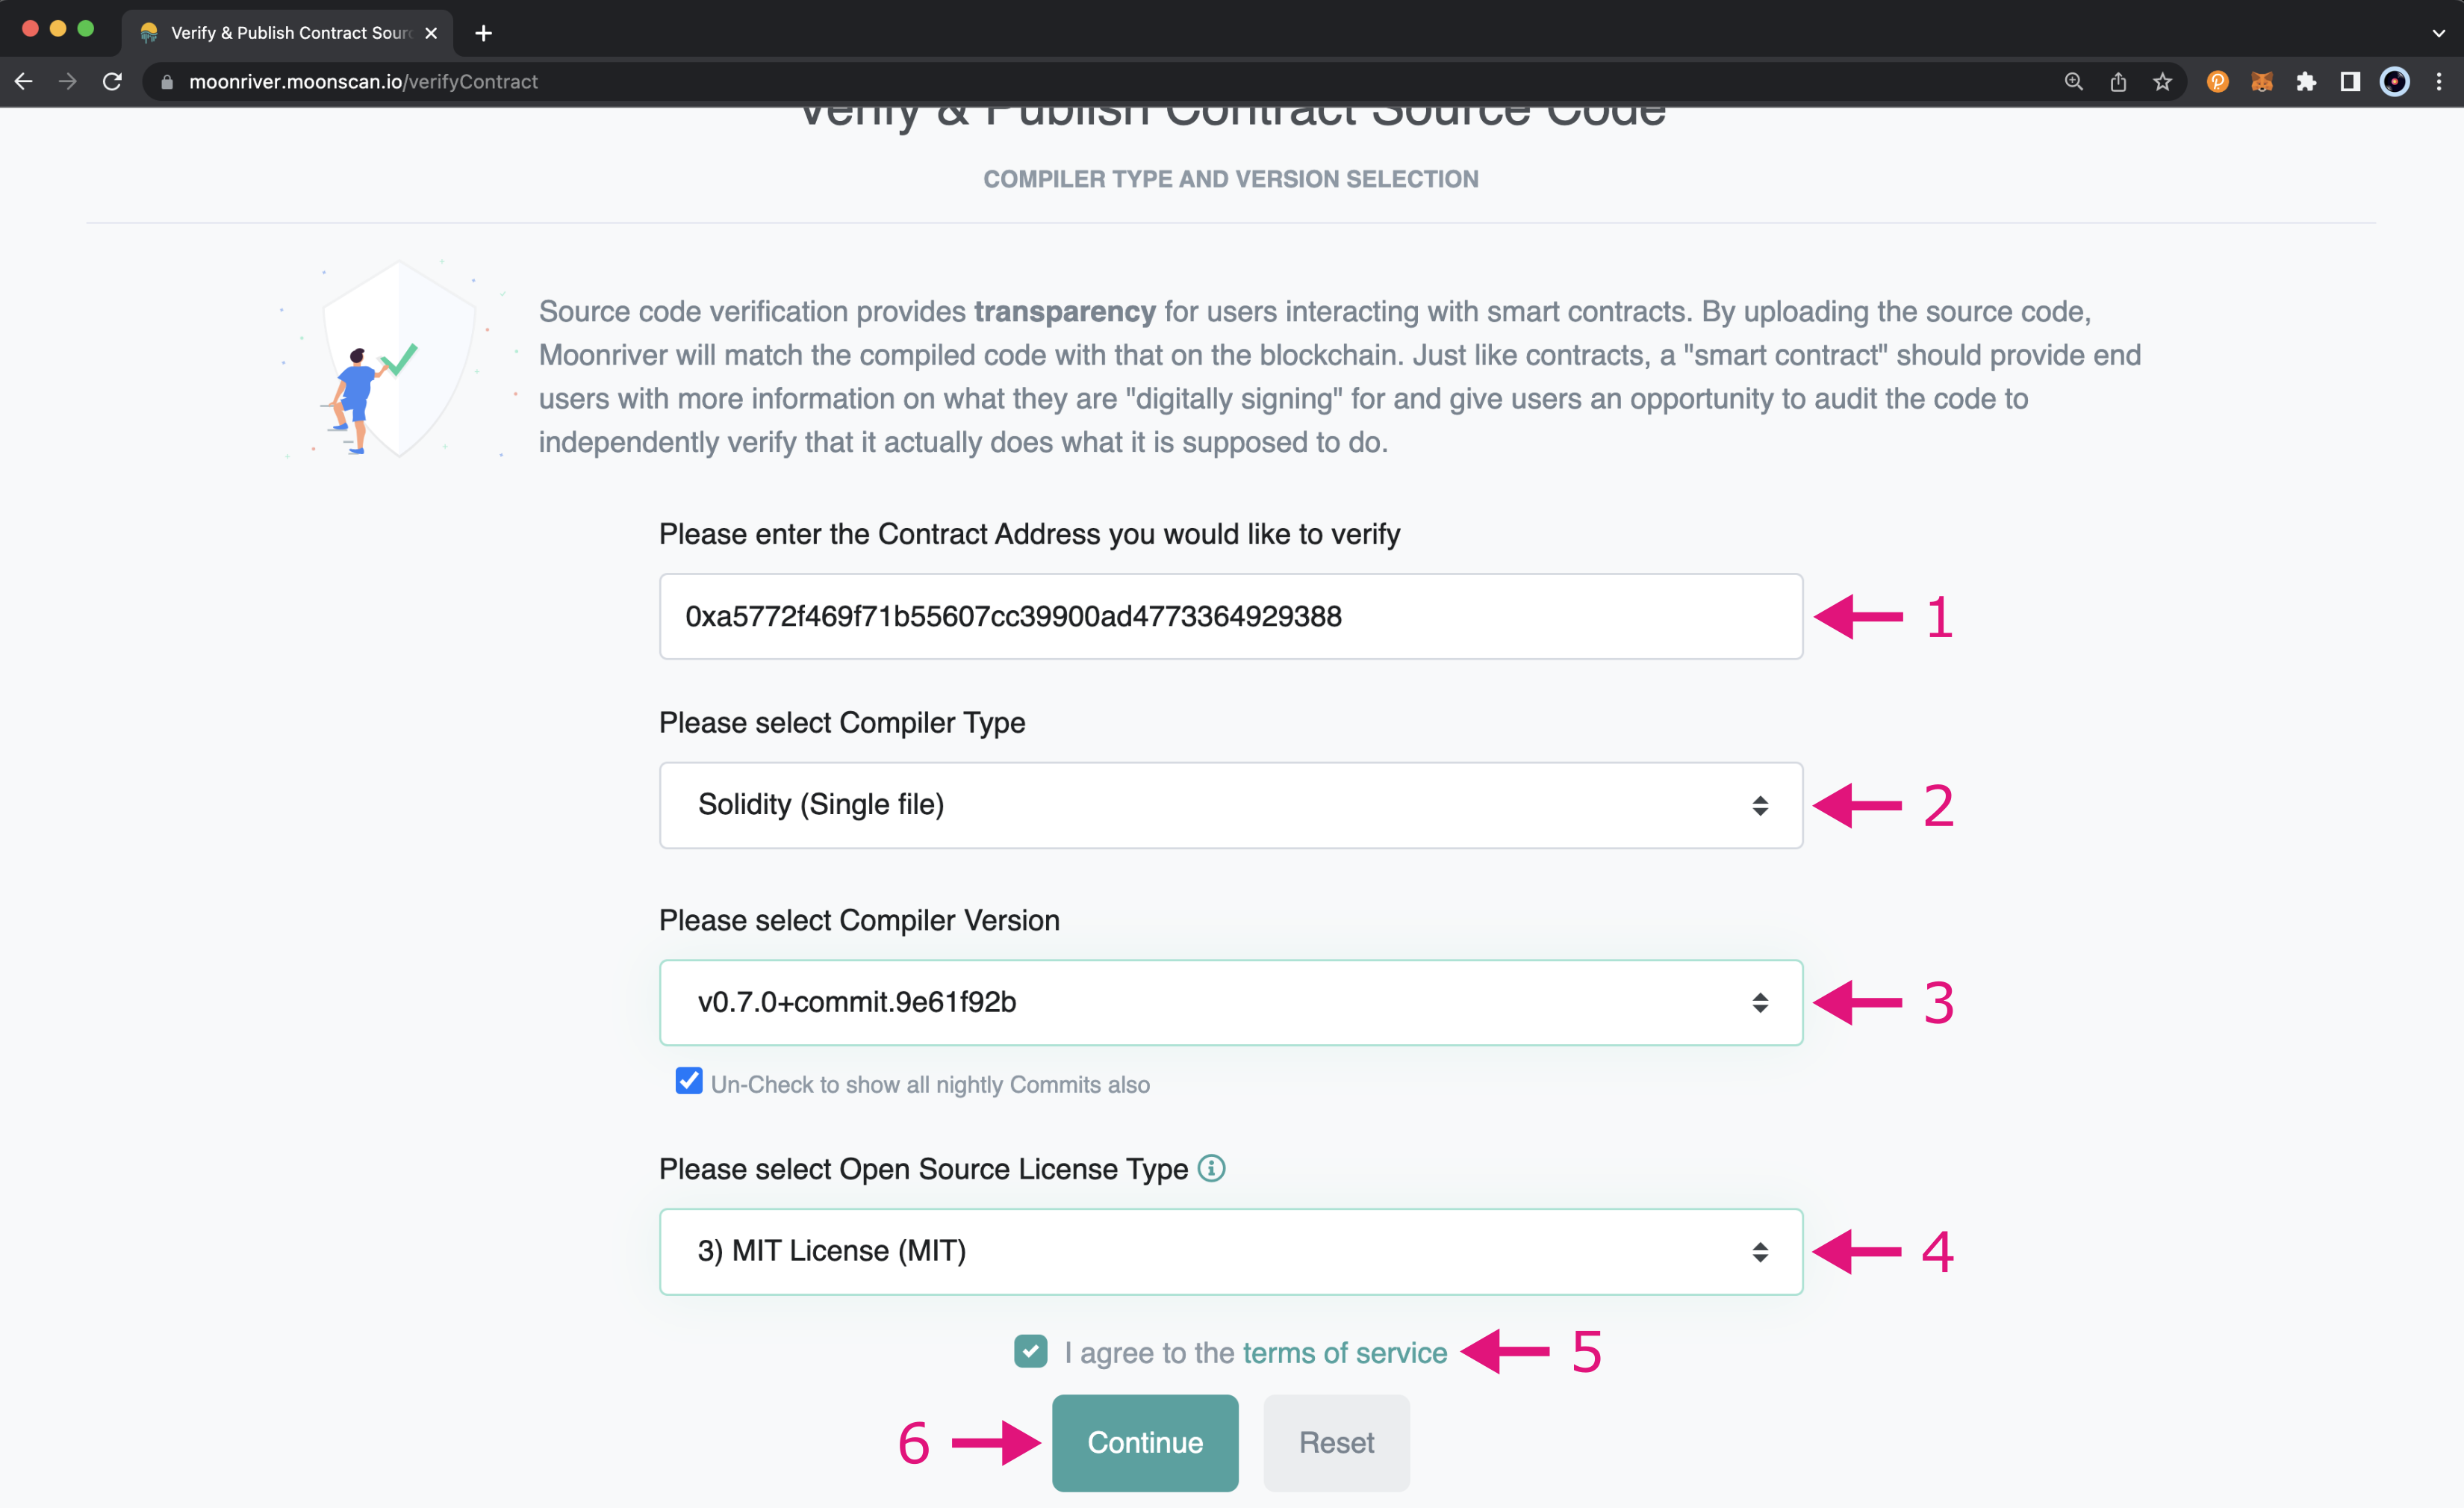 Verify & Publish Contract Sour
moonriver.moonscan.io/verifyContract
Verify & Publish Contract Source Code
COMPILER TYPE AND VERSION SELECTION
Source code verification provides transparency for users interacting with smart contracts. By uploading the source code,
Moonriver will match the compiled code with that on the blockchain. Just like contracts, a "smart contract" should provide end
users with more information on what they are "digitally signing" for and give users an opportunity to audit the code to
independently verify that it actually does what it is supposed to do.
Please enter the Contract Address you would like to verify
0xa5772f469f71b55607cc39900ad4773364929388
1
Please select Compiler Type
Solidity (Single file)
2
Please select Compiler Version
v0.7.0+commit.9e61f92b
3
Un-Check to show all nightly Commits also
Please select Open Source License Type
3) MIT License (MIT)
4
I agree to the terms of service
5
6
Continue
Reset